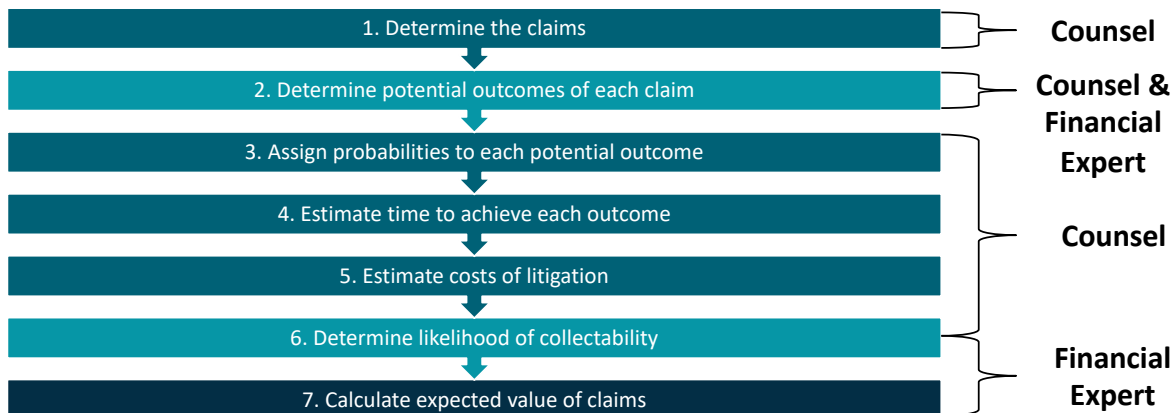 1. Determine the claims
Counsel
2. Determine potential outcomes of each claim
Counsel &
Financial
Expert
3. Assign probabilities to each potential outcome
4. Estimate time to achieve each outcome
Counsel
5. Estimate costs of litigation
6. Determine likelihood of collectability
Financial
Expert
7. Calculate expected value of claims